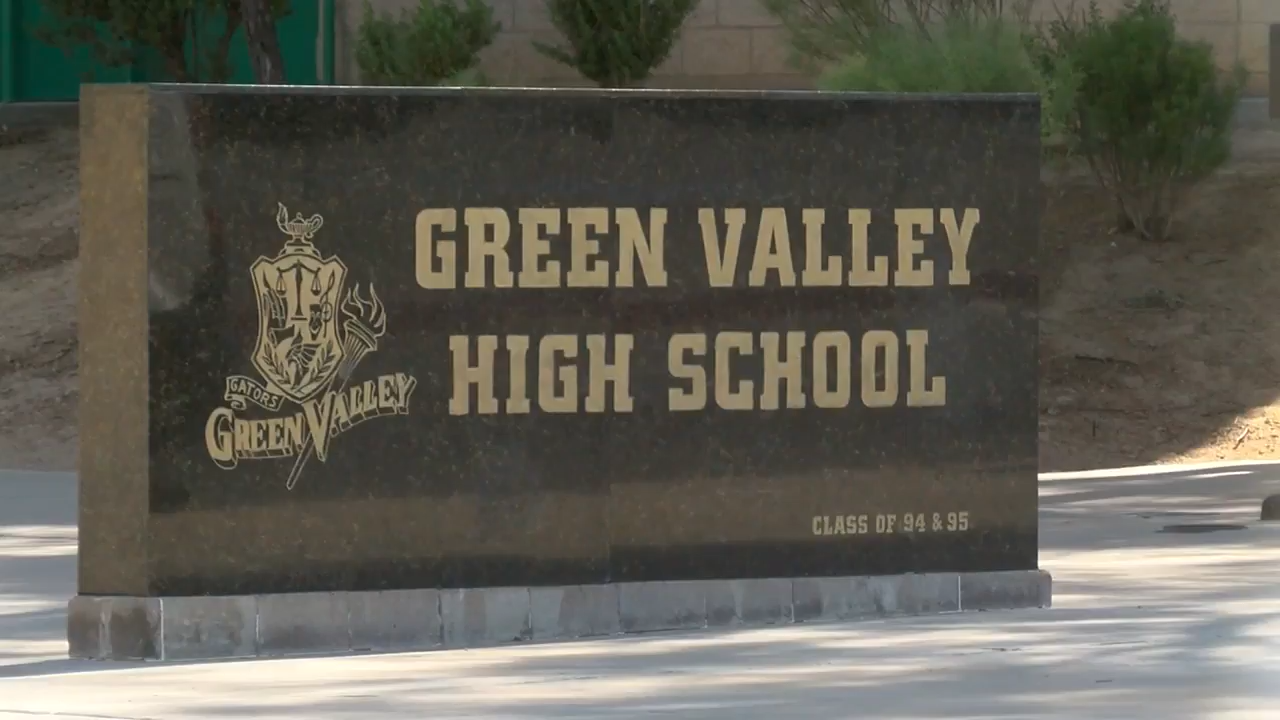 GREEN VALLEY
HIGH SCHOOL
GATORS
GREEN VALLEY
CLASS OF 94 & 95